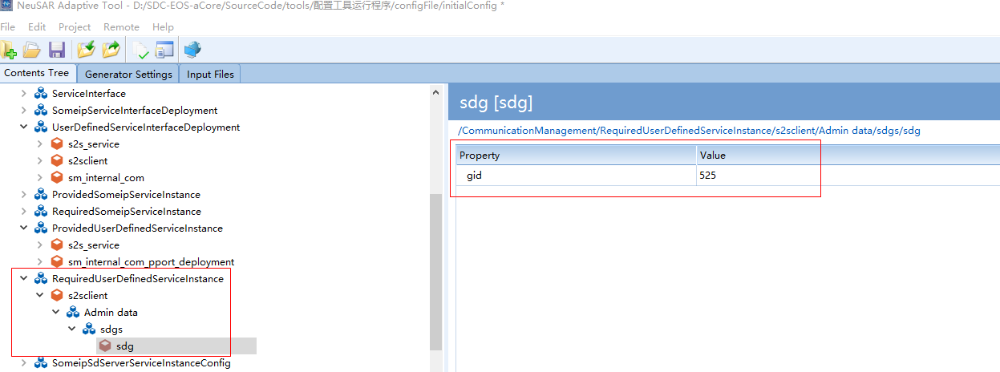 NeuSAR Adaptive Tool - D:/SDC-EOS-aCore/SourceCode/tools/配置工具运行程序/configFile/initialConfig *
File Edit Project Remote Help
Contents Tree Generator Settings Input Files
ServiceInterface
SomeipServiceInterfaceDeployment
UserDefinedServiceInterfaceDeployment
s2s_service
s2sclient
sm_internal_com
ProvidedSomeipServiceInstance
RequiredSomeipServiceInstance
ProvidedUserDefinedServiceInstance
s2s_service
sm_internal_com_pport_deployment
RequiredUserDefinedServiceInstance
s2sclient
Admin data
sdgs
sdg
SomeipSdServerServiceInstanceConfig
sdg [sdg]
/CommunicationManagement/RequiredUserDefinedServiceInstance/s2sclient/Admin data/sdgs/sdg
Property Value
gid 525